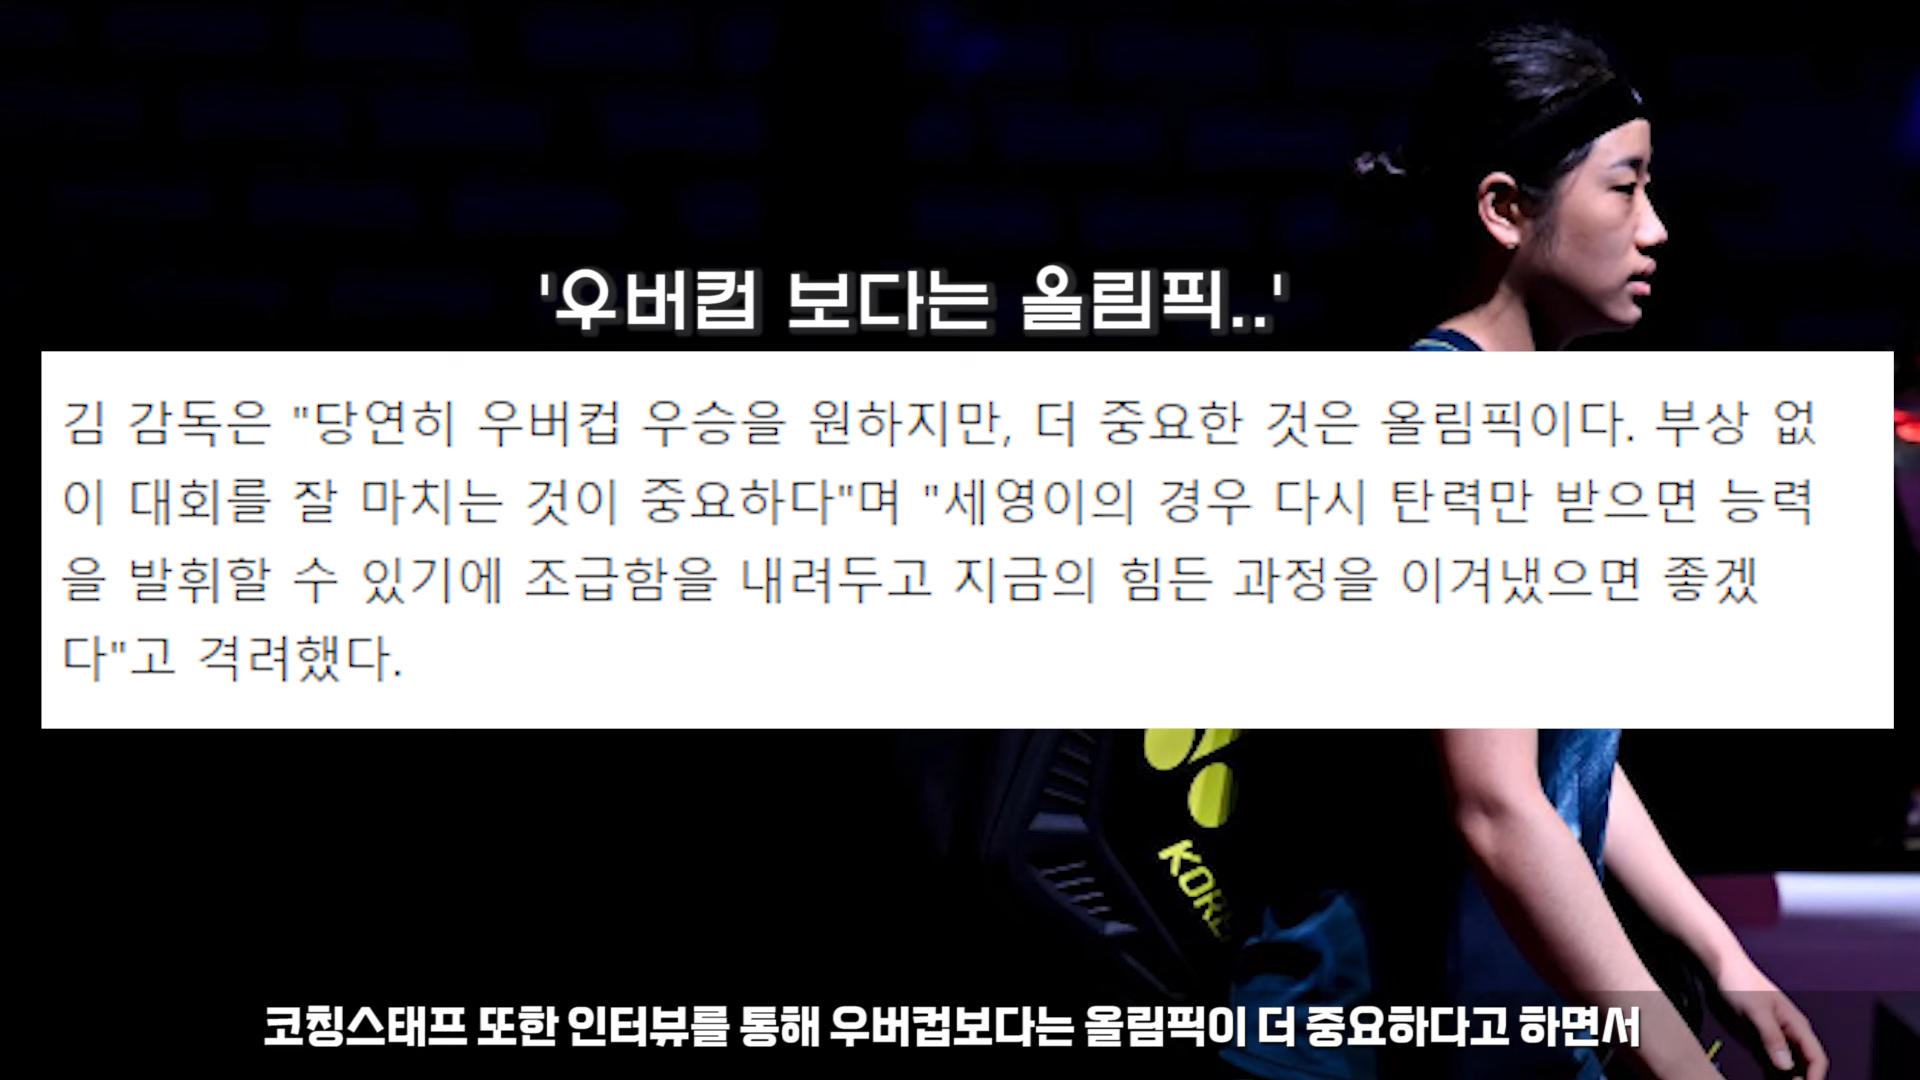 '우버컵 보다는 올림픽..'
김 감독은 "당연히 우버컵 우승을 원하지만, 더 중요한 것은 올림픽이다. 부상 없
이 대회를 잘 마치는 것이 중요하다"며 "세영이의 경우 다시 탄력만 받으면 능력
을 발휘할 수 있기에 조급함을 내려두고 지금의 힘든 과정을 이겨냈으면 좋겠
다"고 격려했다.
KORE
코칭스태프 또한 인터뷰를 통해 우버컵보다는 올림픽이 더 중요하다고 하면서